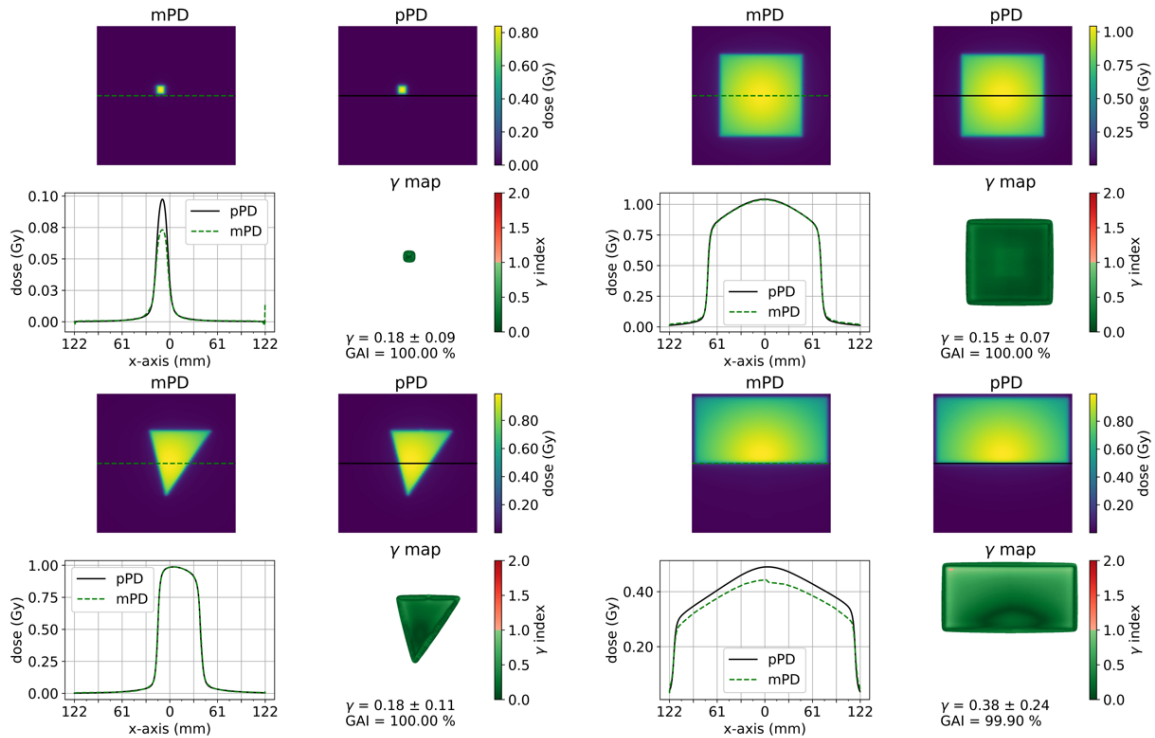 mPD
pPD
0.80
0.60
0.40
0.20
0.00
dose (Gy)
γ map
0.10
0.08
0.05
0.03
0.00
dose (Gy)
pPD
mPD
122 61 0 61 122
x-axis (mm)
2.0
1.5
1.0
0.5
0.0
γ index
γ = 0.18 ± 0.09
GAI = 100.00 %
mPD
pPD
1.00
0.75
0.50
0.25
dose (Gy)
γ map
1.00
0.75
0.50
0.25
0.00
dose (Gy)
pPD
mPD
122 61 0 61 122
x-axis (mm)
2.0
1.5
1.0
0.5
0.0
γ index
γ = 0.15 ± 0.07
GAI = 100.00 %
mPD
pPD
0.80
0.60
0.40
0.20
dose (Gy)
γ map
1.00
0.75
0.50
0.25
0.00
dose (Gy)
pPD
mPD
122 61 0 61 122
x-axis (mm)
2.0
1.5
1.0
0.5
0.0
γ index
γ = 0.18 ± 0.11
GAI = 100.00 %
mPD
pPD
0.80
0.60
0.40
0.20
dose (Gy)
γ map
0.40
0.20
dose (Gy)
pPD
mPD
122 61 0 61 122
x-axis (mm)
2.0
1.5
1.0
0.5
0.0
γ index
γ = 0.38 ± 0.24
GAI = 99.90 %